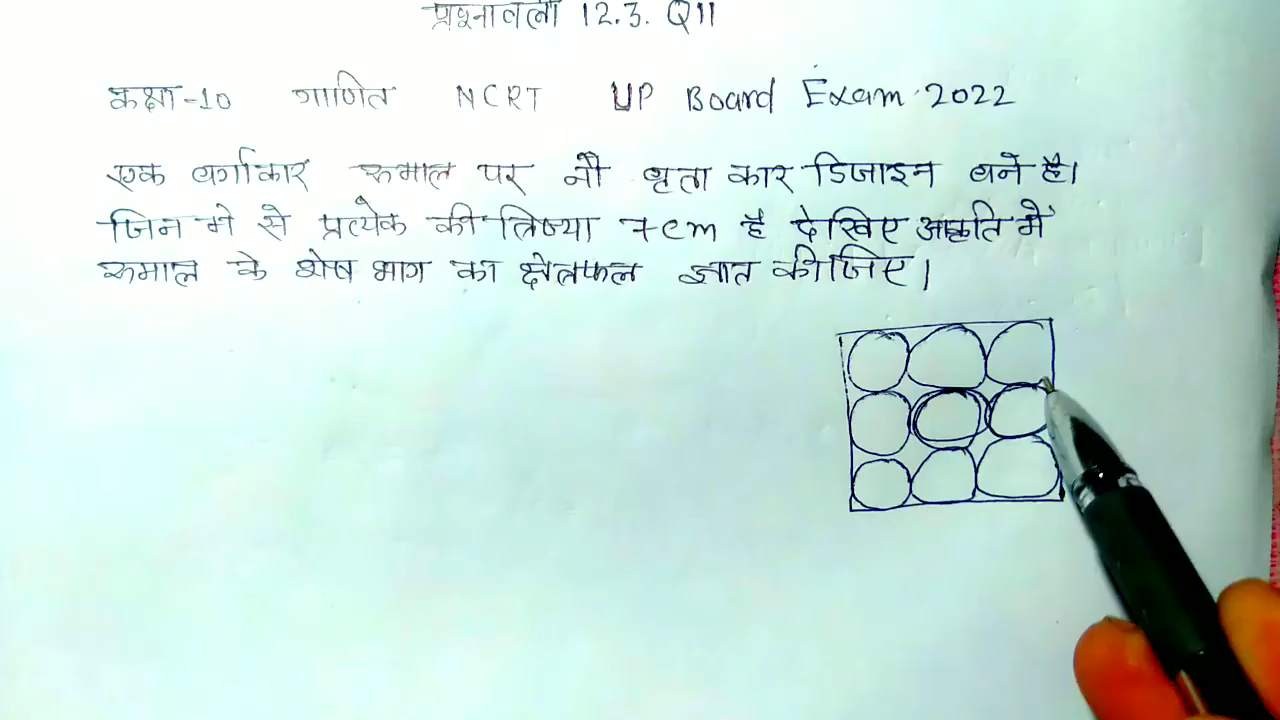 प्रश्नावली 12.3. Q11
कक्षा-10 गणित NCRT UP Board Exam 2022
एक वर्गाकार रूमाल पर नौ वृता कार डिजाइन बने है।
जिन मे से प्रत्येक की त्रिज्या 7cm है देखिए आकृति में
रूमाल के शेष भाग का क्षेत्रफल ज्ञात कीजिए।